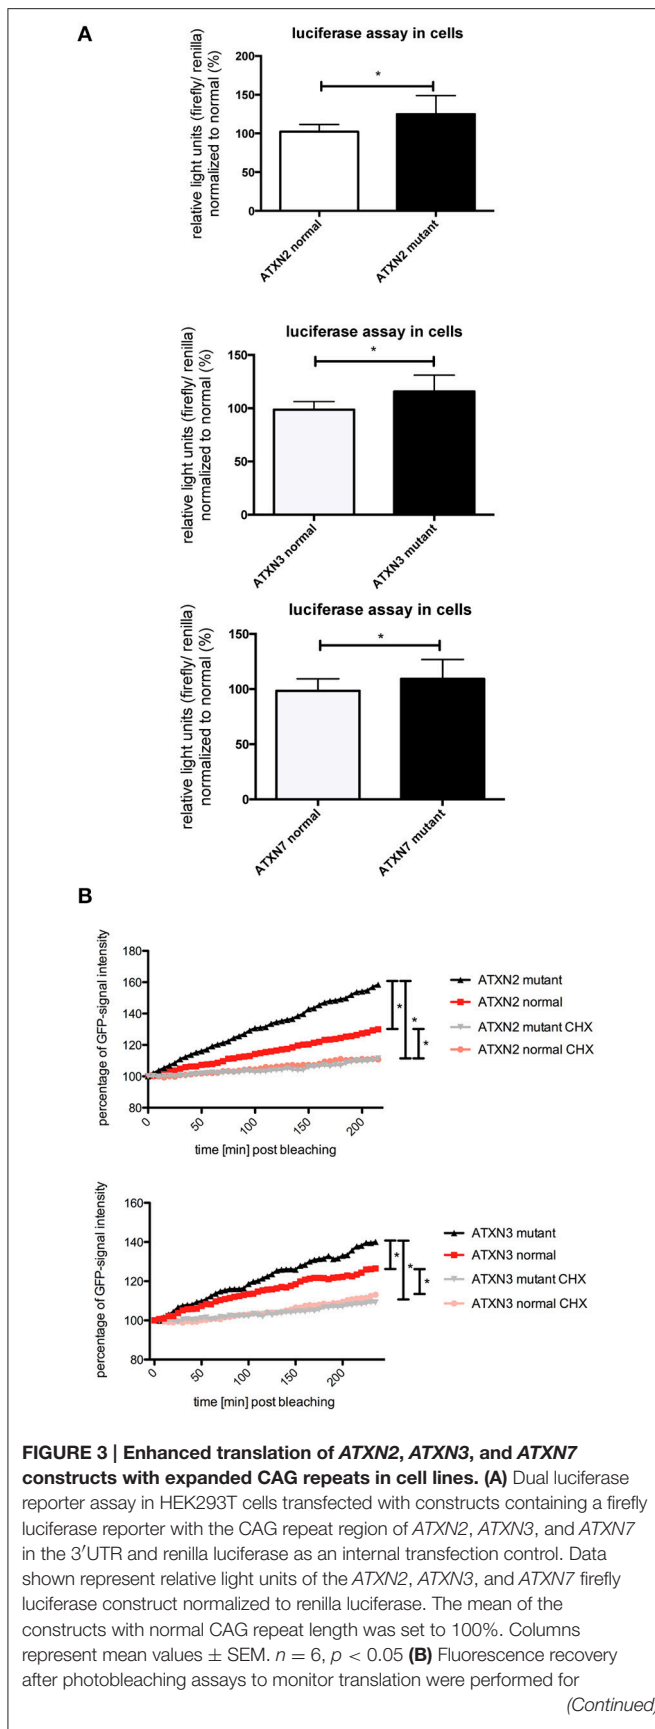 A
luciferase assay in cells
relative light units (firefly/ renilla)
normalized to normal (%)
200
150
100
50
0
*
ATXN2 normal
ATXN2 mutant
luciferase assay in cells
relative light units (firefly/ renilla)
normalized to normal (%)
150
100
50
0
*
ATXN3 normal
ATXN3 mutant
luciferase assay in cells
relative light units (firefly/ renilla)
normalized to normal (%)
150
100
50
0
*
ATXN7 normal
ATXN7 mutant
B
percentage of GFP-signal intensity
180
160
140
120
100
80
0
50
100
150
200
time [min] post bleaching
*
*
*
ATXN2 mutant
ATXN2 normal
ATXN2 mutant CHX
ATXN2 normal CHX
percentage of GFP-signal intensity
160
140
120
100
80
0
50
100
150
200
time [min] post bleaching
*
*
*
ATXN3 mutant
ATXN3 normal
ATXN3 mutant CHX
ATXN3 normal CHX
FIGURE 3 | Enhanced translation of ATXN2, ATXN3, and ATXN7
constructs with expanded CAG repeats in cell lines. (A) Dual luciferase
reporter assay in HEK293T cells transfected with constructs containing a firefly
luciferase reporter with the CAG repeat region of ATXN2, ATXN3, and ATXN7
in the 3′UTR and renilla luciferase as an internal transfection control. Data
shown represent relative light units of the ATXN2, ATXN3, and ATXN7 firefly
luciferase construct normalized to renilla luciferase. The mean of the
constructs with normal CAG repeat length was set to 100%. Columns
represent mean values ± SEM. n = 6, p < 0.05 (B) Fluorescence recovery
after photobleaching assays to monitor translation were performed for
(Continued)